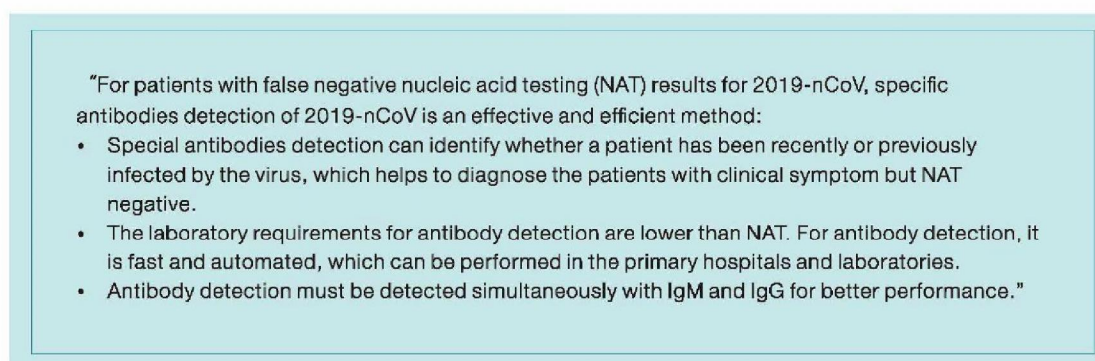 "For patients with false negative nucleic acid testing (NAT) results for 2019-nCoV, specific
antibodies detection of 2019-nCoV is an effective and efficient method:
• Special antibodies detection can identify whether a patient has been recently or previously
infected by the virus, which helps to diagnose the patients with clinical symptom but NAT
negative.
• The laboratory requirements for antibody detection are lower than NAT. For antibody detection, it
is fast and automated, which can be performed in the primary hospitals and laboratories.
• Antibody detection must be detected simultaneously with IgM and IgG for better performance."